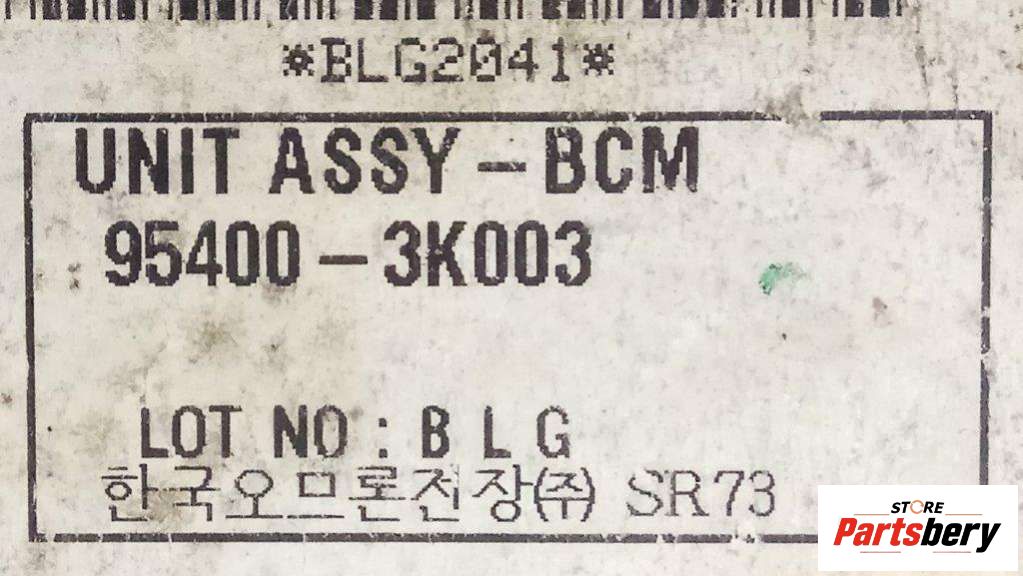 *BLG2041*
UNIT ASSY-BCM
95400-3K003
LOT NO: B L G
한국오므론전장㈜ SR73
STORE
Partsbery